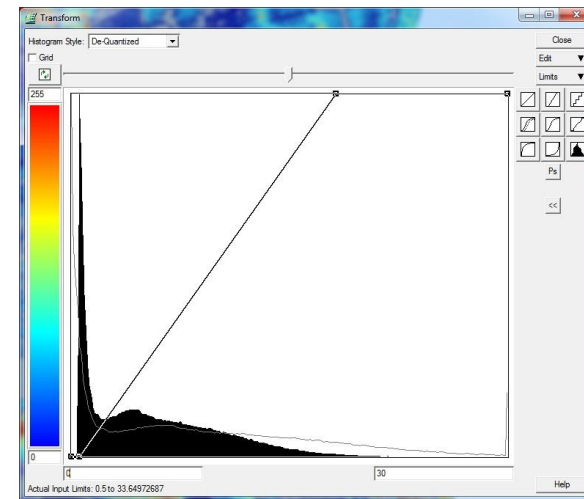 Transform
Histogram Style: De-Quantized
Close
Grid
Edit
Limits
255
Ps
<<
0
0
30
Actual Input Limits: 0.5 to 33.64972687
Help